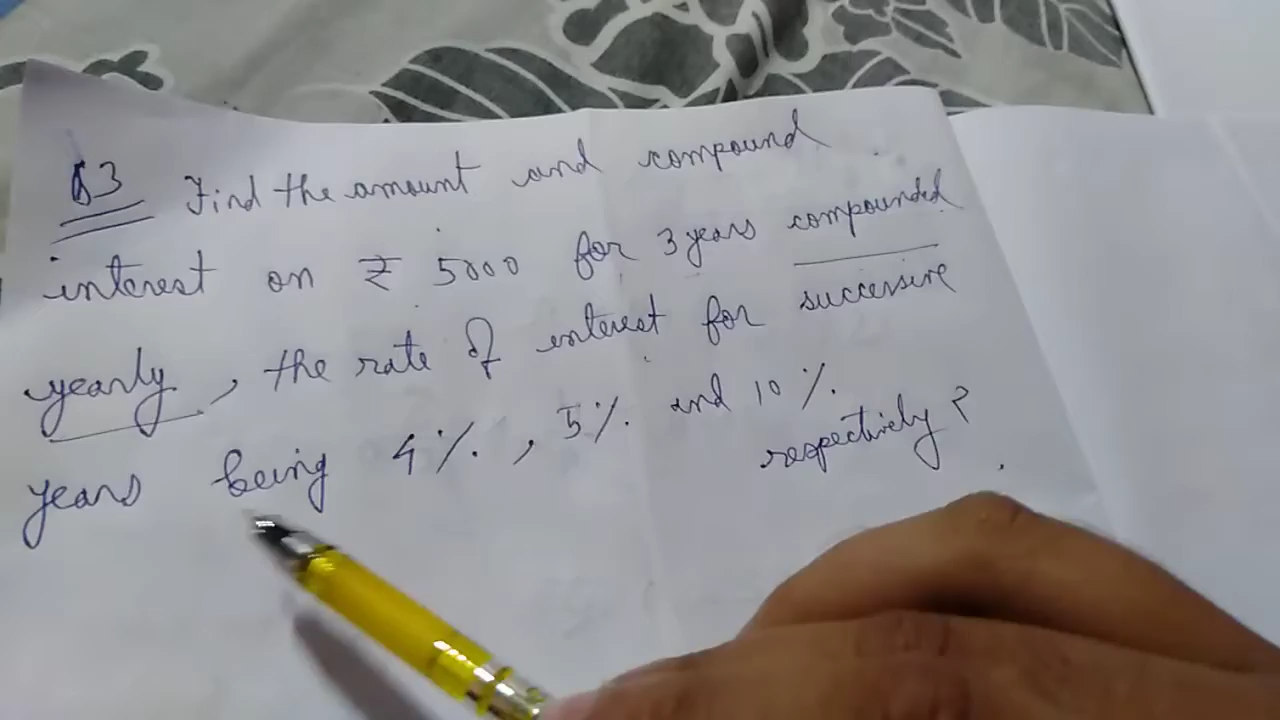 Q3 Find the amount and compound
interest on ₹ 5000 for 3 years compounded
yearly, the rate of interest for successive
years being 4%, 5% and 10%.
respectively?